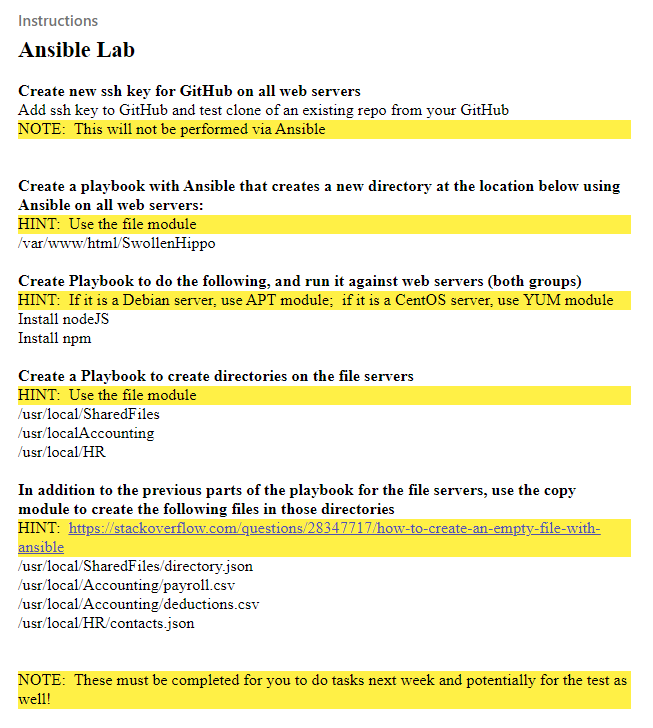 Instructions
Ansible Lab
Create new ssh key for GitHub on all web servers
Add ssh key to GitHub and test clone of an existing repo from your GitHub
NOTE:  This will not be performed via Ansible
Create a playbook with Ansible that creates a new directory at the location below using
Ansible on all web servers:
HINT:  Use the file module
/var/www/html/SwollenHippo
Create Playbook to do the following, and run it against web servers (both groups)
HINT:  If it is a Debian server, use APT module;  if it is a CentOS server, use YUM module
Install nodeJS
Install npm
Create a Playbook to create directories on the file servers
HINT:  Use the file module
/usr/local/SharedFiles
/usr/localAccounting
/usr/local/HR
In addition to the previous parts of the playbook for the file servers, use the copy
module to create the following files in those directories
HINT:  https://stackoverflow.com/questions/28347717/how-to-create-an-empty-file-with-
ansible
/usr/local/SharedFiles/directory.json
/usr/local/Accounting/payroll.csv
/usr/local/Accounting/deductions.csv
/usr/local/HR/contacts.json
NOTE:  These must be completed for you to do tasks next week and potentially for the test as
well!